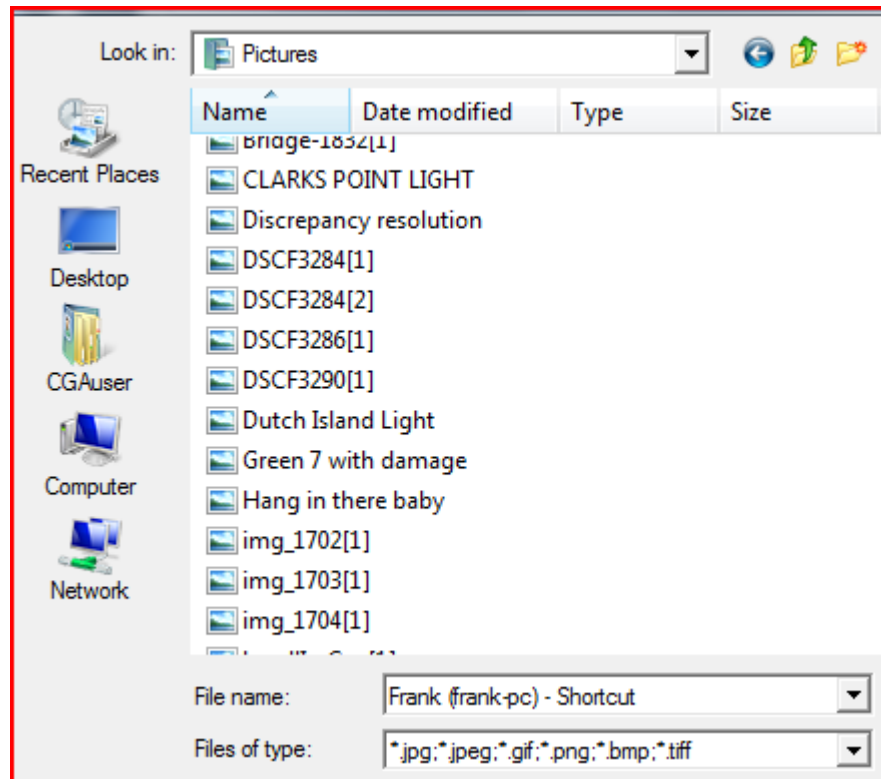 Look in: Pictures
Name Date modified Type Size
Bridge-1832[1]
CLARKS POINT LIGHT
Discrepancy resolution
DSCF3284[1]
DSCF3284[2]
DSCF3286[1]
DSCF3290[1]
Dutch Island Light
Green 7 with damage
Hang in there baby
img_1702[1]
img_1703[1]
img_1704[1]
Recent Places
Desktop
CGAuser
Computer
Network
File name: Frank (frank-pc) - Shortcut
Files of type: *.jpg;*.jpeg;*.gif;*.png;*.bmp;*.tiff